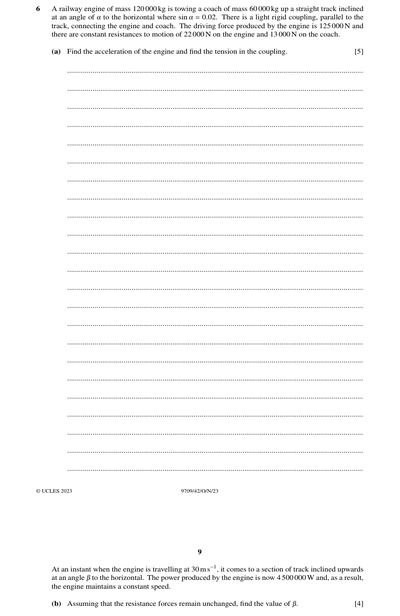 6 A railway engine of mass 120 000 kg is towing a coach of mass 60 000 kg up a straight track inclined
at an angle of α to the horizontal where sin α = 0.02. There is a light rigid coupling, parallel to the
track, connecting the engine and coach. The driving force produced by the engine is 125 000 N and
there are constant resistances to motion of 22 000 N on the engine and 13 000 N on the coach.
(a) Find the acceleration of the engine and find the tension in the coupling. [5]
© UCLES 2023 9709/42/O/N/23
9
At an instant when the engine is travelling at 30 m s⁻¹, it comes to a section of track inclined upwards
at an angle β to the horizontal. The power produced by the engine is now 4 500 000 W and, as a result,
the engine maintains a constant speed.
(b) Assuming that the resistance forces remain unchanged, find the value of β. [4]